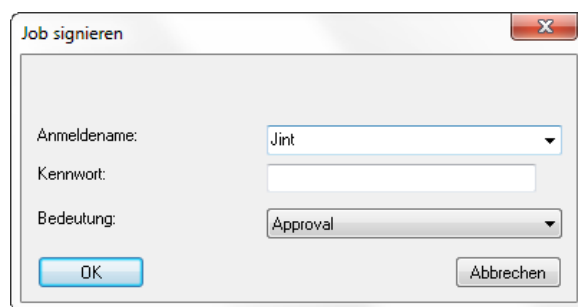 Job signieren
Anmeldename: Jint
Kennwort:
Bedeutung: Approval
OK Abbrechen